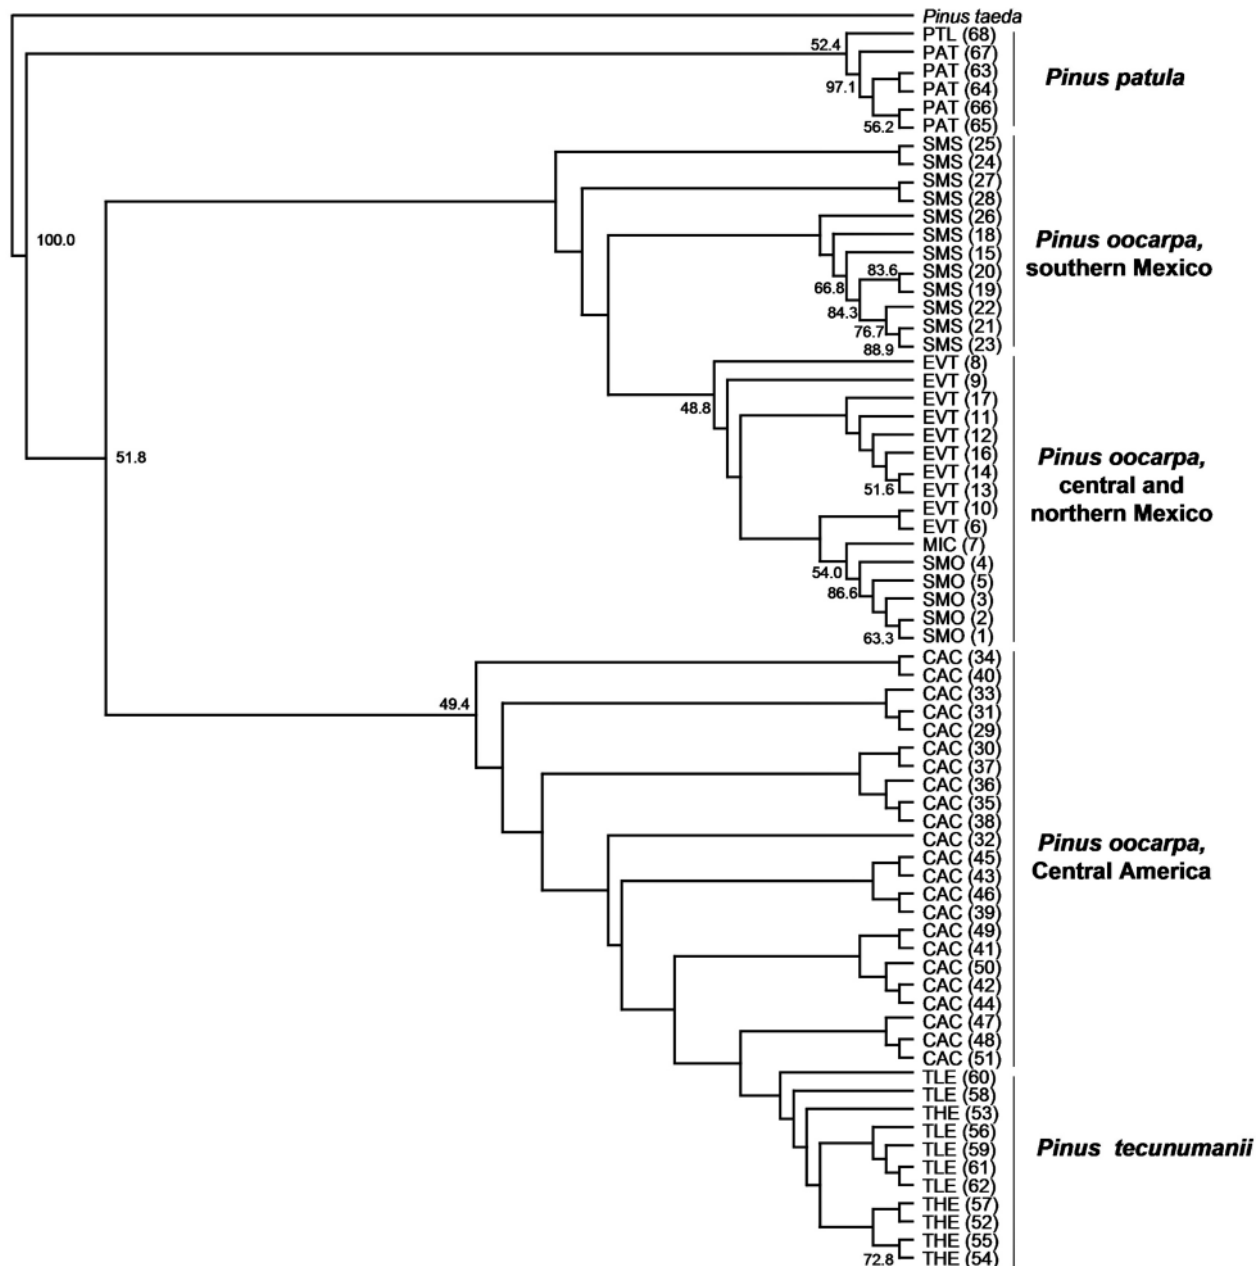 Pinus taeda
PTL (68)
52.4
PAT (67)
PAT (63)
97.1
PAT (64)
PAT (66)
56.2
PAT (65)
Pinus patula
SMS (25)
SMS (24)
SMS (27)
SMS (28)
SMS (26)
SMS (18)
SMS (15)
83.6
SMS (20)
66.8
SMS (19)
84.3
SMS (22)
76.7
SMS (21)
88.9
SMS (23)
Pinus oocarpa,
southern Mexico
100.0
EVT (8)
EVT (9)
48.8
EVT (17)
EVT (11)
EVT (12)
EVT (16)
EVT (14)
51.6
EVT (13)
EVT (10)
EVT (6)
MIC (7)
54.0
SMO (4)
86.6
SMO (5)
SMO (3)
SMO (2)
63.3
SMO (1)
Pinus oocarpa,
central and
northern Mexico
51.8
CAC (34)
CAC (40)
49.4
CAC (33)
CAC (31)
CAC (29)
CAC (30)
CAC (37)
CAC (36)
CAC (35)
CAC (38)
CAC (32)
CAC (45)
CAC (43)
CAC (46)
CAC (39)
CAC (49)
CAC (41)
CAC (50)
CAC (42)
CAC (44)
CAC (47)
CAC (48)
CAC (51)
Pinus oocarpa,
Central America
TLE (60)
TLE (58)
THE (53)
TLE (56)
TLE (59)
TLE (61)
TLE (62)
THE (57)
THE (52)
THE (55)
72.8
THE (54)
Pinus tecunumanii